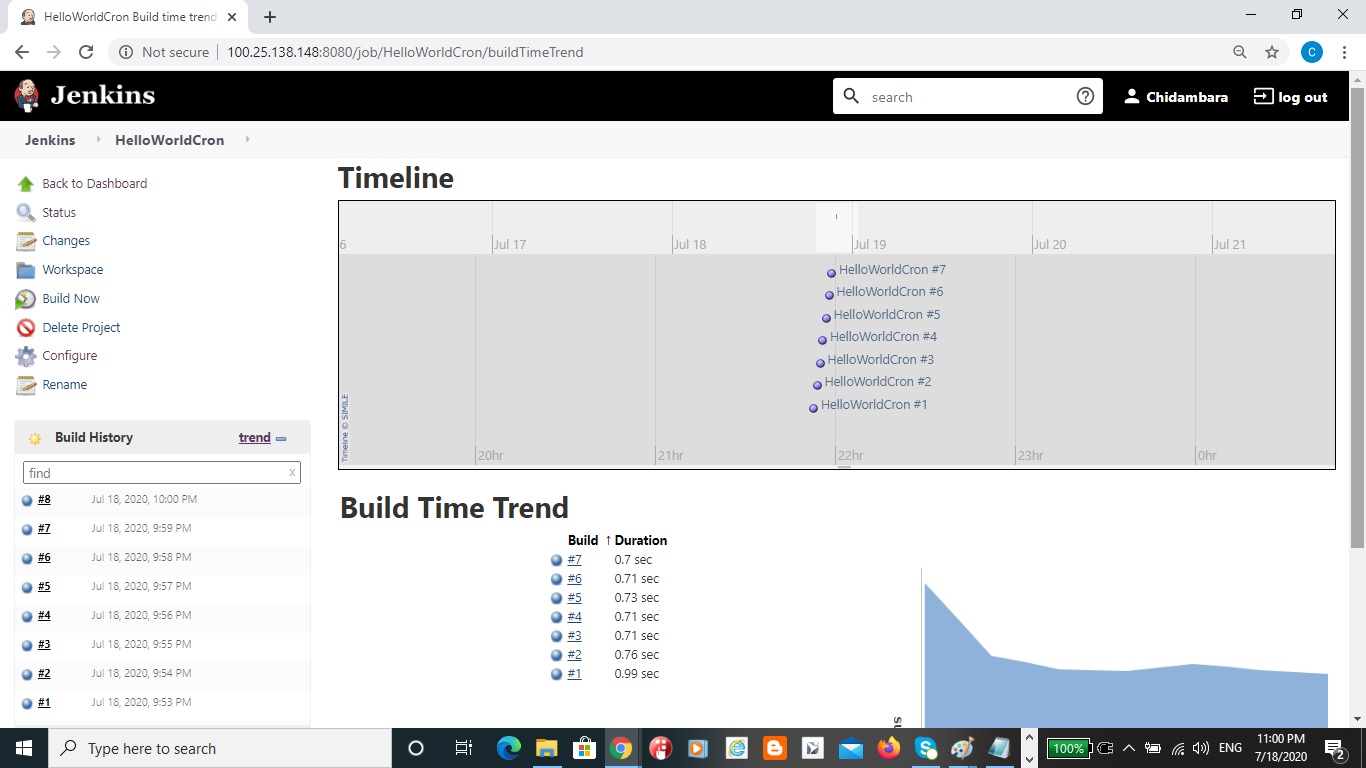 HelloWorldCron Build time trend
Not secure 100.25.138.148:8080/job/HelloWorldCron/buildTimeTrend
C
Jenkins
search
Chidambara
log out
Jenkins HelloWorldCron
Back to Dashboard
Status
Changes
Workspace
Build Now
Delete Project
Configure
Rename
Build History trend
find x
#8 Jul 18, 2020, 10:00 PM
#7 Jul 18, 2020, 9:59 PM
#6 Jul 18, 2020, 9:58 PM
#5 Jul 18, 2020, 9:57 PM
#4 Jul 18, 2020, 9:56 PM
#3 Jul 18, 2020, 9:55 PM
#2 Jul 18, 2020, 9:54 PM
#1 Jul 18, 2020, 9:53 PM
Timeline
6 Jul 17 Jul 18 Jul 19 Jul 20 Jul 21
HelloWorldCron #7
HelloWorldCron #6
HelloWorldCron #5
HelloWorldCron #4
HelloWorldCron #3
HelloWorldCron #2
HelloWorldCron #1
Timeline © SIMILE
20hr 21hr 22hr 23hr 0hr
Build Time Trend
Build ↑ Duration
#7 0.7 sec
#6 0.71 sec
#5 0.73 sec
#4 0.71 sec
#3 0.71 sec
#2 0.76 sec
#1 0.99 sec
Type here to search
100%
ENG
11:00 PM
7/18/2020
2